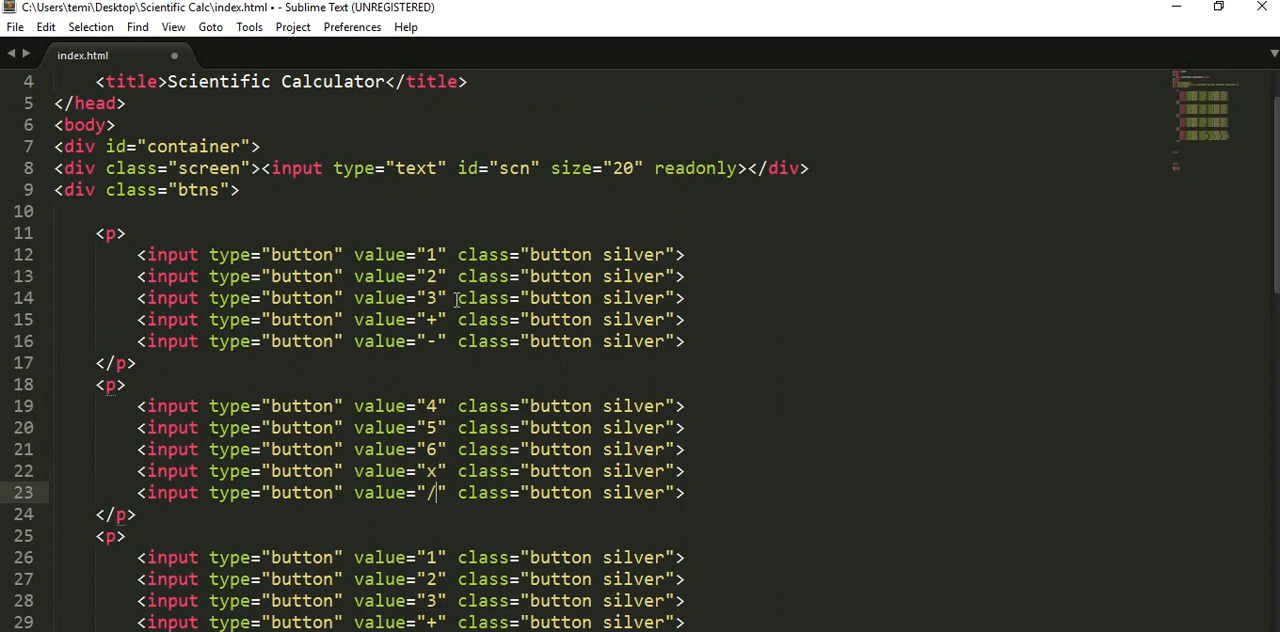 C:\Users\temi\Desktop\Scientific Calc\index.html • - Sublime Text (UNREGISTERED)
File Edit Selection Find View Goto Tools Project Preferences Help
index.html
4 <title>Scientific Calculator</title>
5 </head>
6 <body>
7 <div id="container">
8 <div class="screen"><input type="text" id="scn" size="20" readonly></div>
9 <div class="btns">
10
11 <p>
12 <input type="button" value="1" class="button silver">
13 <input type="button" value="2" class="button silver">
14 <input type="button" value="3" class="button silver">
15 <input type="button" value="+" class="button silver">
16 <input type="button" value="-" class="button silver">
17 </p>
18 <p>
19 <input type="button" value="4" class="button silver">
20 <input type="button" value="5" class="button silver">
21 <input type="button" value="6" class="button silver">
22 <input type="button" value="x" class="button silver">
23 <input type="button" value="/" class="button silver">
24 </p>
25 <p>
26 <input type="button" value="1" class="button silver">
27 <input type="button" value="2" class="button silver">
28 <input type="button" value="3" class="button silver">
29 <input type="button" value="+" class="button silver">